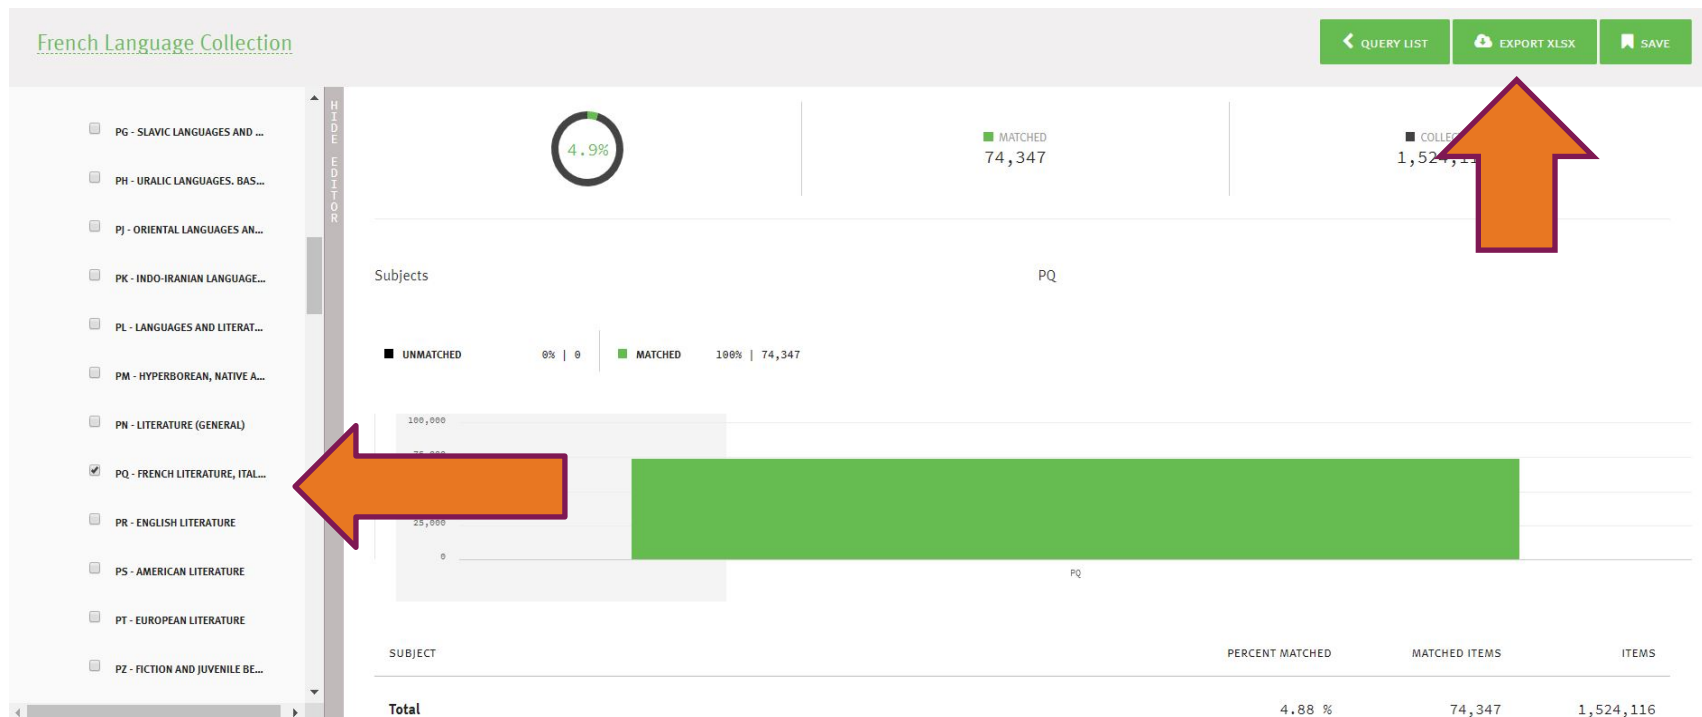 French Language Collection
QUERY LIST
EXPORT XLSX
SAVE
PG - SLAVIC LANGUAGES AND ...
PH - URALIC LANGUAGES. BAS...
PJ - ORIENTAL LANGUAGES AN...
PK - INDO-IRANIAN LANGUAGE...
PL - LANGUAGES AND LITERAT...
PM - HYPERBOREAN, NATIVE A...
PN - LITERATURE (GENERAL)
PQ - FRENCH LITERATURE, ITAL...
PR - ENGLISH LITERATURE
PS - AMERICAN LITERATURE
PT - EUROPEAN LITERATURE
PZ - FICTION AND JUVENILE BE...
HIDE EDITOR
4.9%
MATCHED
74,347
Subjects
PQ
UNMATCHED 0% | 0
MATCHED 100% | 74,347
100,000
25,000
0
PQ
SUBJECT PERCENT MATCHED MATCHED ITEMS ITEMS
Total 4.88 % 74,347 1,524,116